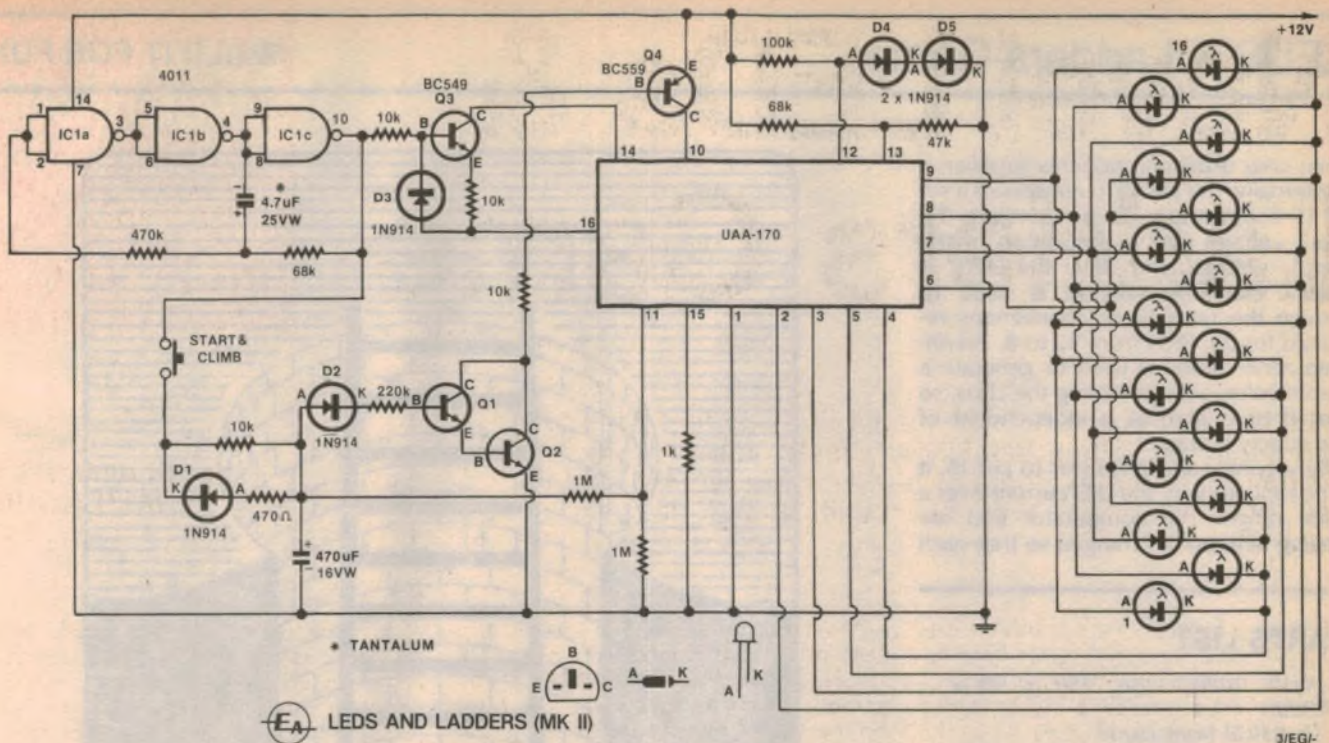 +12V
4011
1
2
14
IC1a
3
7
5
6
IC1b
4
9
8
IC1c
10
10k
BC549
Q3
B
C
E
10k
D3
1N914
*
4.7uF
25VW
470k
68k
START&
CLIMB
10k
D1
K
A
1N914
470Ω
D2
A
K
1N914
220k
B
C
Q1
E
B
C
Q2
E
10k
470uF
16VW
1M
1M
1k
Q4
BC559
B
E
C
100k
68k
47k
D4
A
K
D5
A
K
2 x 1N914
14
10
12
13
16
UAA-170
9
8
7
6
11
15
1
2
3
5
4
16
A
K
A
K
A
K
A
K
A
K
A
K
A
K
A
K
A
K
A
K
A
K
A
K
A
K
A
K
A
K
A
K
1
* TANTALUM
B
E
C
A
K
A
K
EA
LEDS AND LADDERS (MK II)
3/EG/-